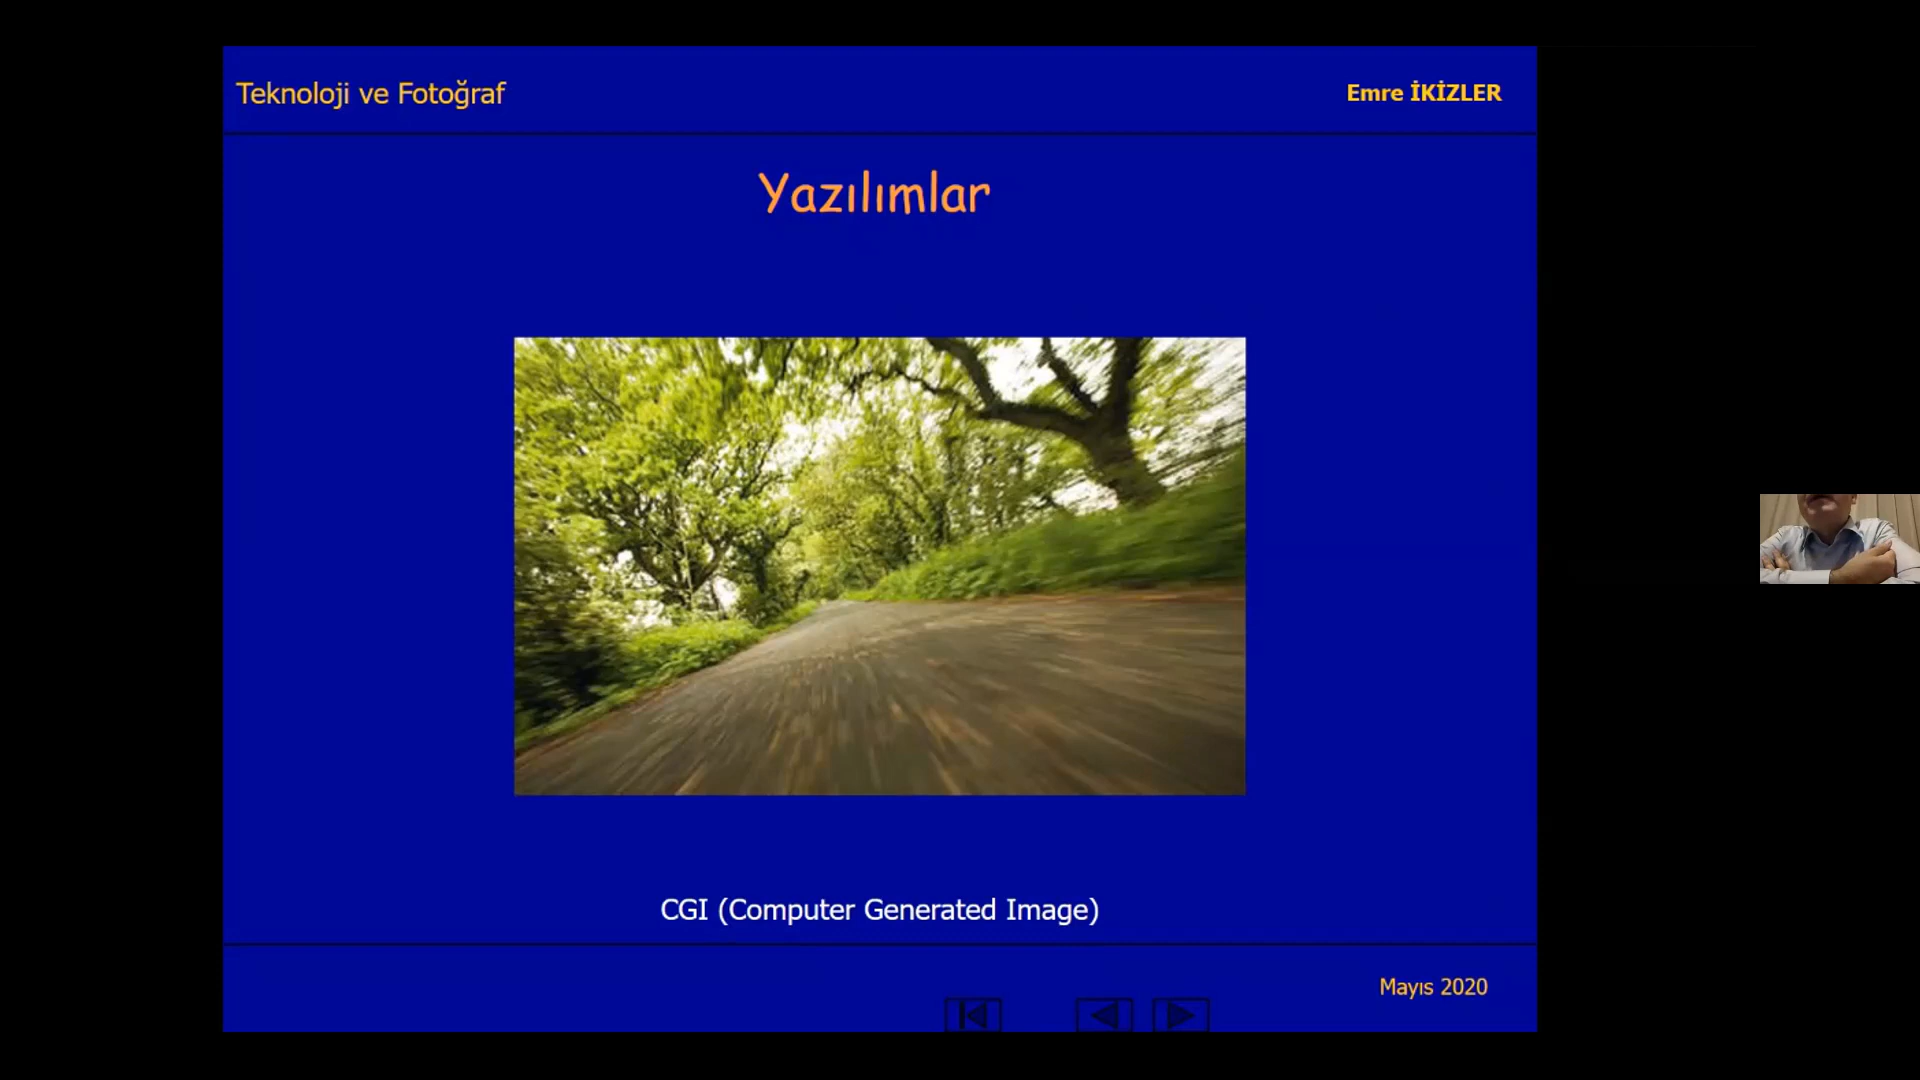 Teknoloji ve Fotoğraf
Emre İKİZLER
Yazılımlar
CGI (Computer Generated Image)
Mayıs 2020